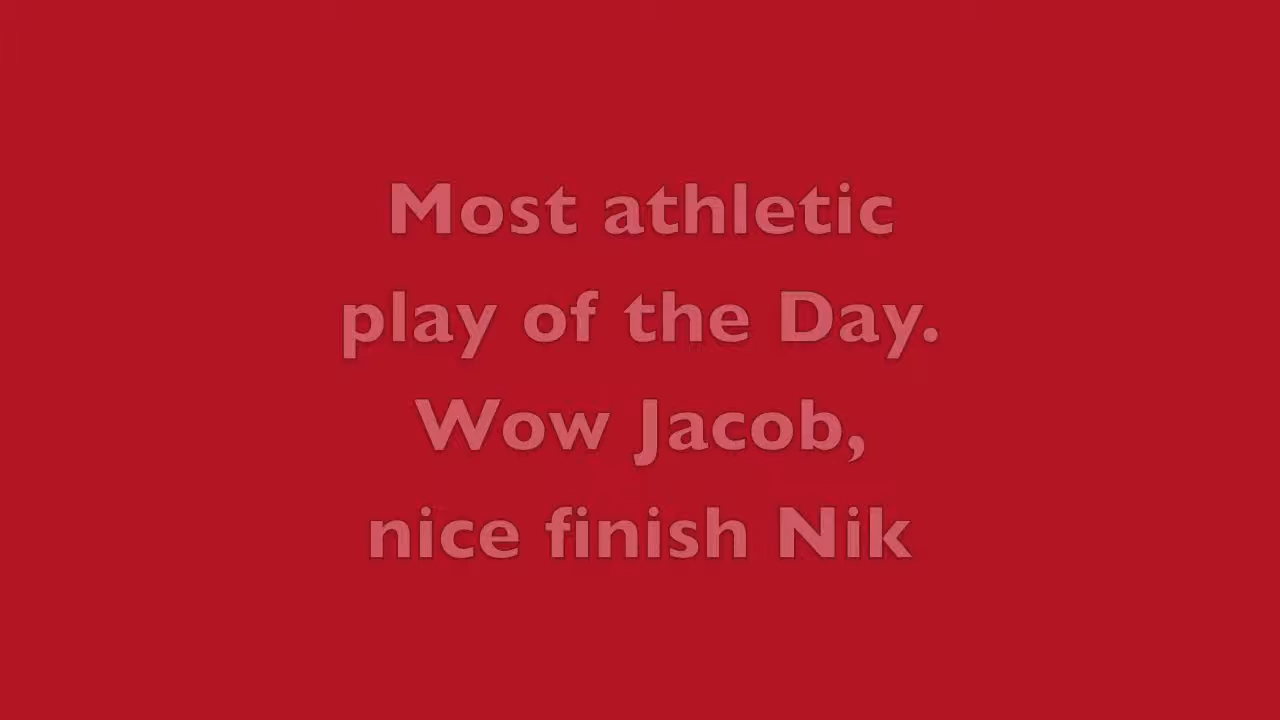 Most athletic
play of the Day.
Wow Jacob,
nice finish Nik